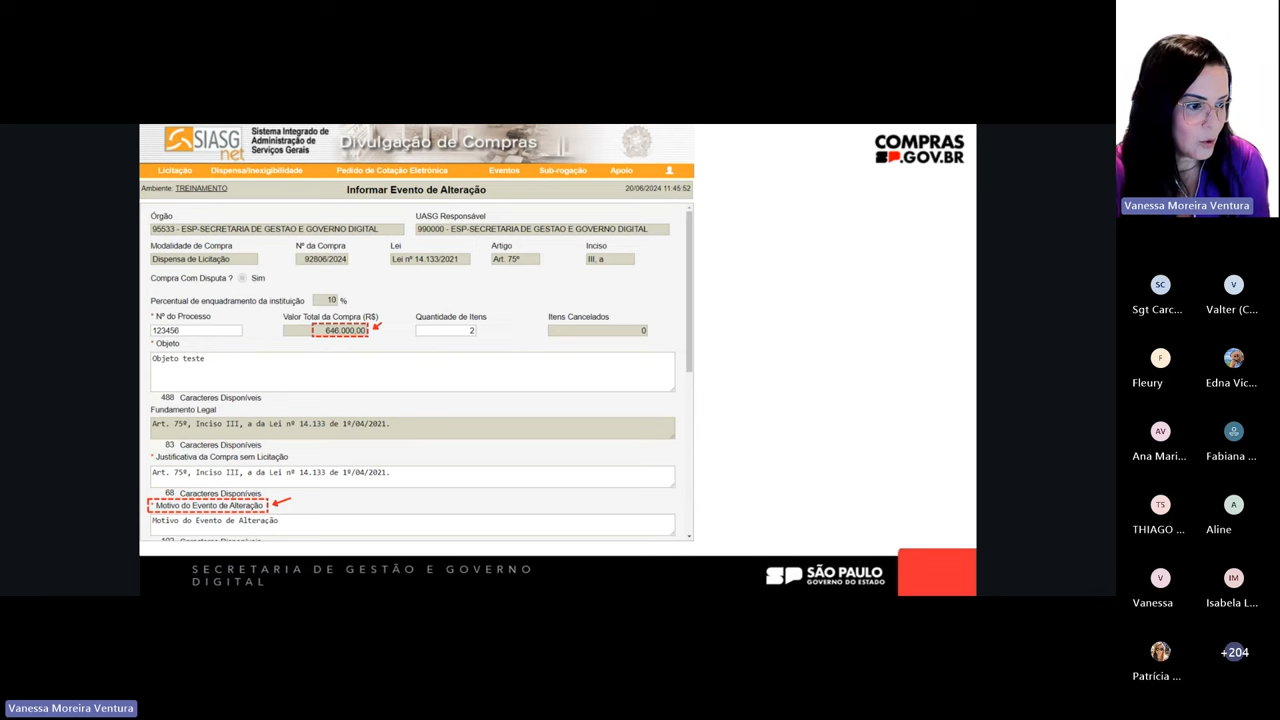 SIASG
net
Sistema Integrado de
Administração de
Serviços Gerais
Divulgação de Compras
COMPRAS
.GOV.BR
Licitação Dispensa/Inexigibilidade Pedido de Cotação Eletrônica Eventos Sub-rogação Apoio
Ambiente: TREINAMENTO Informar Evento de Alteração 20/06/2024 11:45:52
Órgão UASG Responsável
95533 - ESP-SECRETARIA DE GESTAO E GOVERNO DIGITAL 990000 - ESP-SECRETARIA DE GESTAO E GOVERNO DIGITAL
Modalidade de Compra Nº da Compra Lei Artigo Inciso
Dispensa de Licitação 92806/2024 Lei nº 14.133/2021 Art. 75º III, a
Compra Com Disputa ? Sim
Percentual de enquadramento da instituição 10 %
* Nº do Processo Valor Total da Compra (R$) Quantidade de Itens Itens Cancelados
123456 646.000,00 2 0
* Objeto
Objeto teste
488 Caracteres Disponíveis
Fundamento Legal
Art. 75º, Inciso III, a da Lei nº 14.133 de 1º/04/2021.
83 Caracteres Disponíveis
* Justificativa da Compra sem Licitação
Art. 75º, Inciso III, a da Lei nº 14.133 de 1º/04/2021.
68 Caracteres Disponíveis
* Motivo do Evento de Alteração
Motivo do Evento de Alteração
SECRETARIA DE GESTÃO E GOVERNO
DIGITAL
SP SÃO PAULO
GOVERNO DO ESTADO
Vanessa Moreira Ventura
SC V
Sgt Carc... Valter (C...
F
Fleury Edna Vic...
AV
Ana Mari... Fabiana ...
TS A
THIAGO ... Aline
V IM
Vanessa Isabela L...
+204
Patrícia ...
Vanessa Moreira Ventura